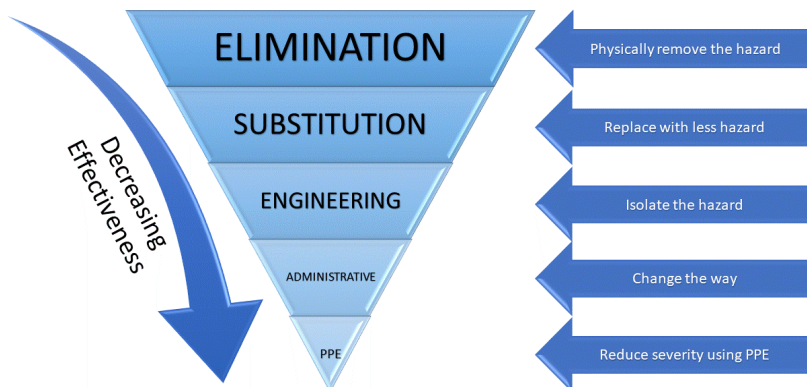 ELIMINATION
Physically remove the hazard
SUBSTITUTION
Replace with less hazard
ENGINEERING
Isolate the hazard
ADMINISTRATIVE
Change the way
PPE
Reduce severity using PPE
Decreasing
Effectiveness